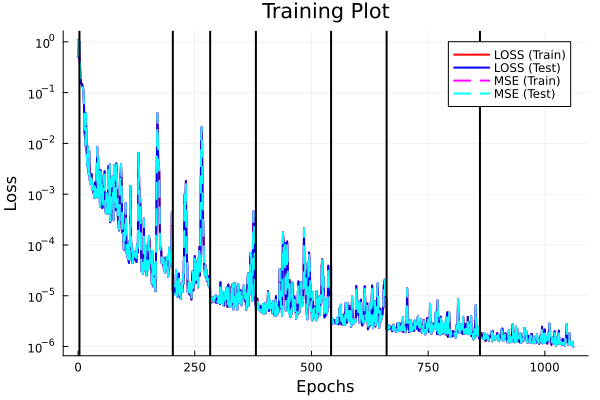 Training Plot
10⁰
10⁻¹
10⁻²
10⁻³
10⁻⁴
10⁻⁵
10⁻⁶
Loss
LOSS (Train)
LOSS (Test)
MSE (Train)
MSE (Test)
0 250 500 750 1000
Epochs